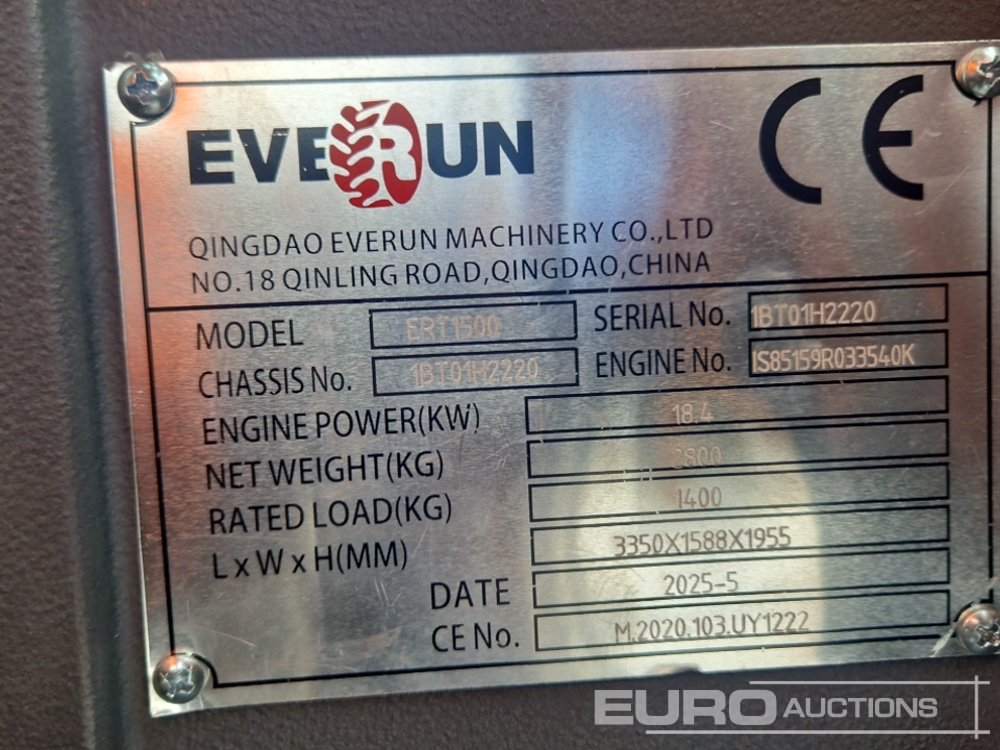 EVERUN
CE
QINGDAO EVERUN MACHINERY CO.,LTD
NO.18 QINLING ROAD,QINGDAO,CHINA
MODEL ERT1500 SERIAL No. 1BT01H2220
CHASSIS No. 1BT01H2220 ENGINE No. IS85159R033540K
ENGINE POWER(KW) 18.4
NET WEIGHT(KG) 2800
RATED LOAD(KG) 1400
L x W x H(MM) 3350X1588X1955
DATE 2025-5
CE No. M.2020.103.UY1222
EURO AUCTIONS